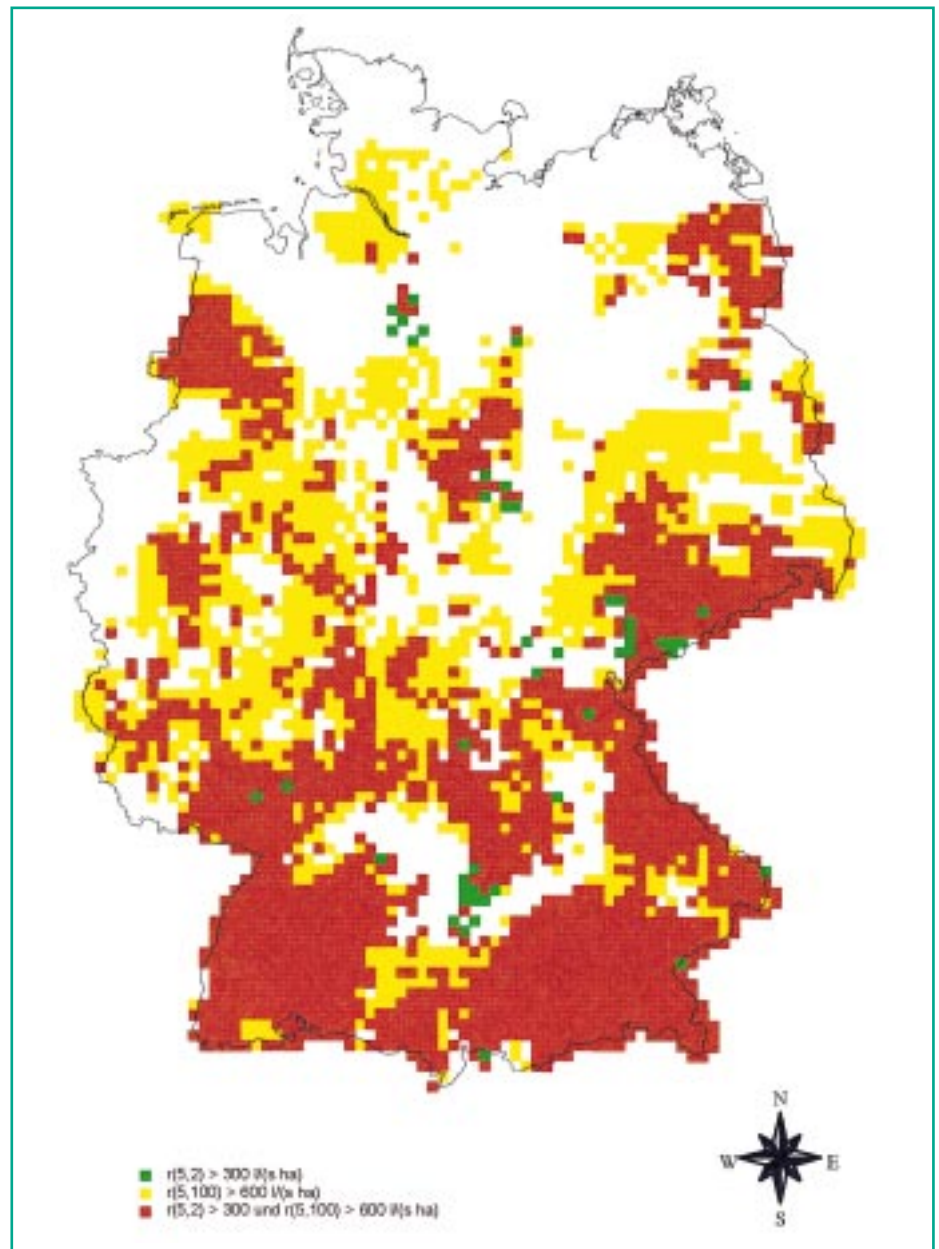 r(5,2) > 300 l/(s ha)
r(5,100) > 600 l/(s ha)
r(5,2) > 300 und r(5,100) > 600 l/(s ha)
N
W E
S